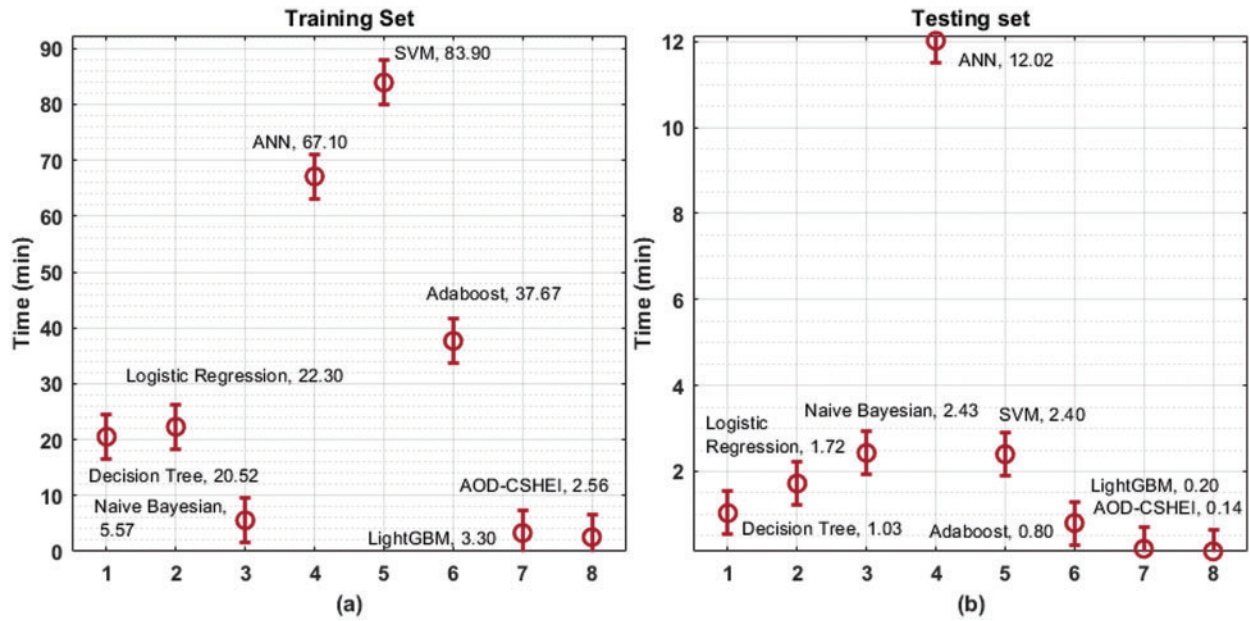 Training Set
Time (min)
90
80
70
60
50
40
30
20
10
0
SVM, 83.90
ANN, 67.10
Adaboost, 37.67
Logistic Regression, 22.30
Decision Tree, 20.52
Naive Bayesian,
5.57
AOD-CSHEI, 2.56
LightGBM, 3.30
1 2 3 4 5 6 7 8
(a)
Testing set
Time (min)
12
10
8
6
4
2
ANN, 12.02
Naive Bayesian, 2.43
SVM, 2.40
Logistic
Regression, 1.72
LightGBM, 0.20
AOD-CSHEI, 0.14
Decision Tree, 1.03
Adaboost, 0.80
1 2 3 4 5 6 7 8
(b)